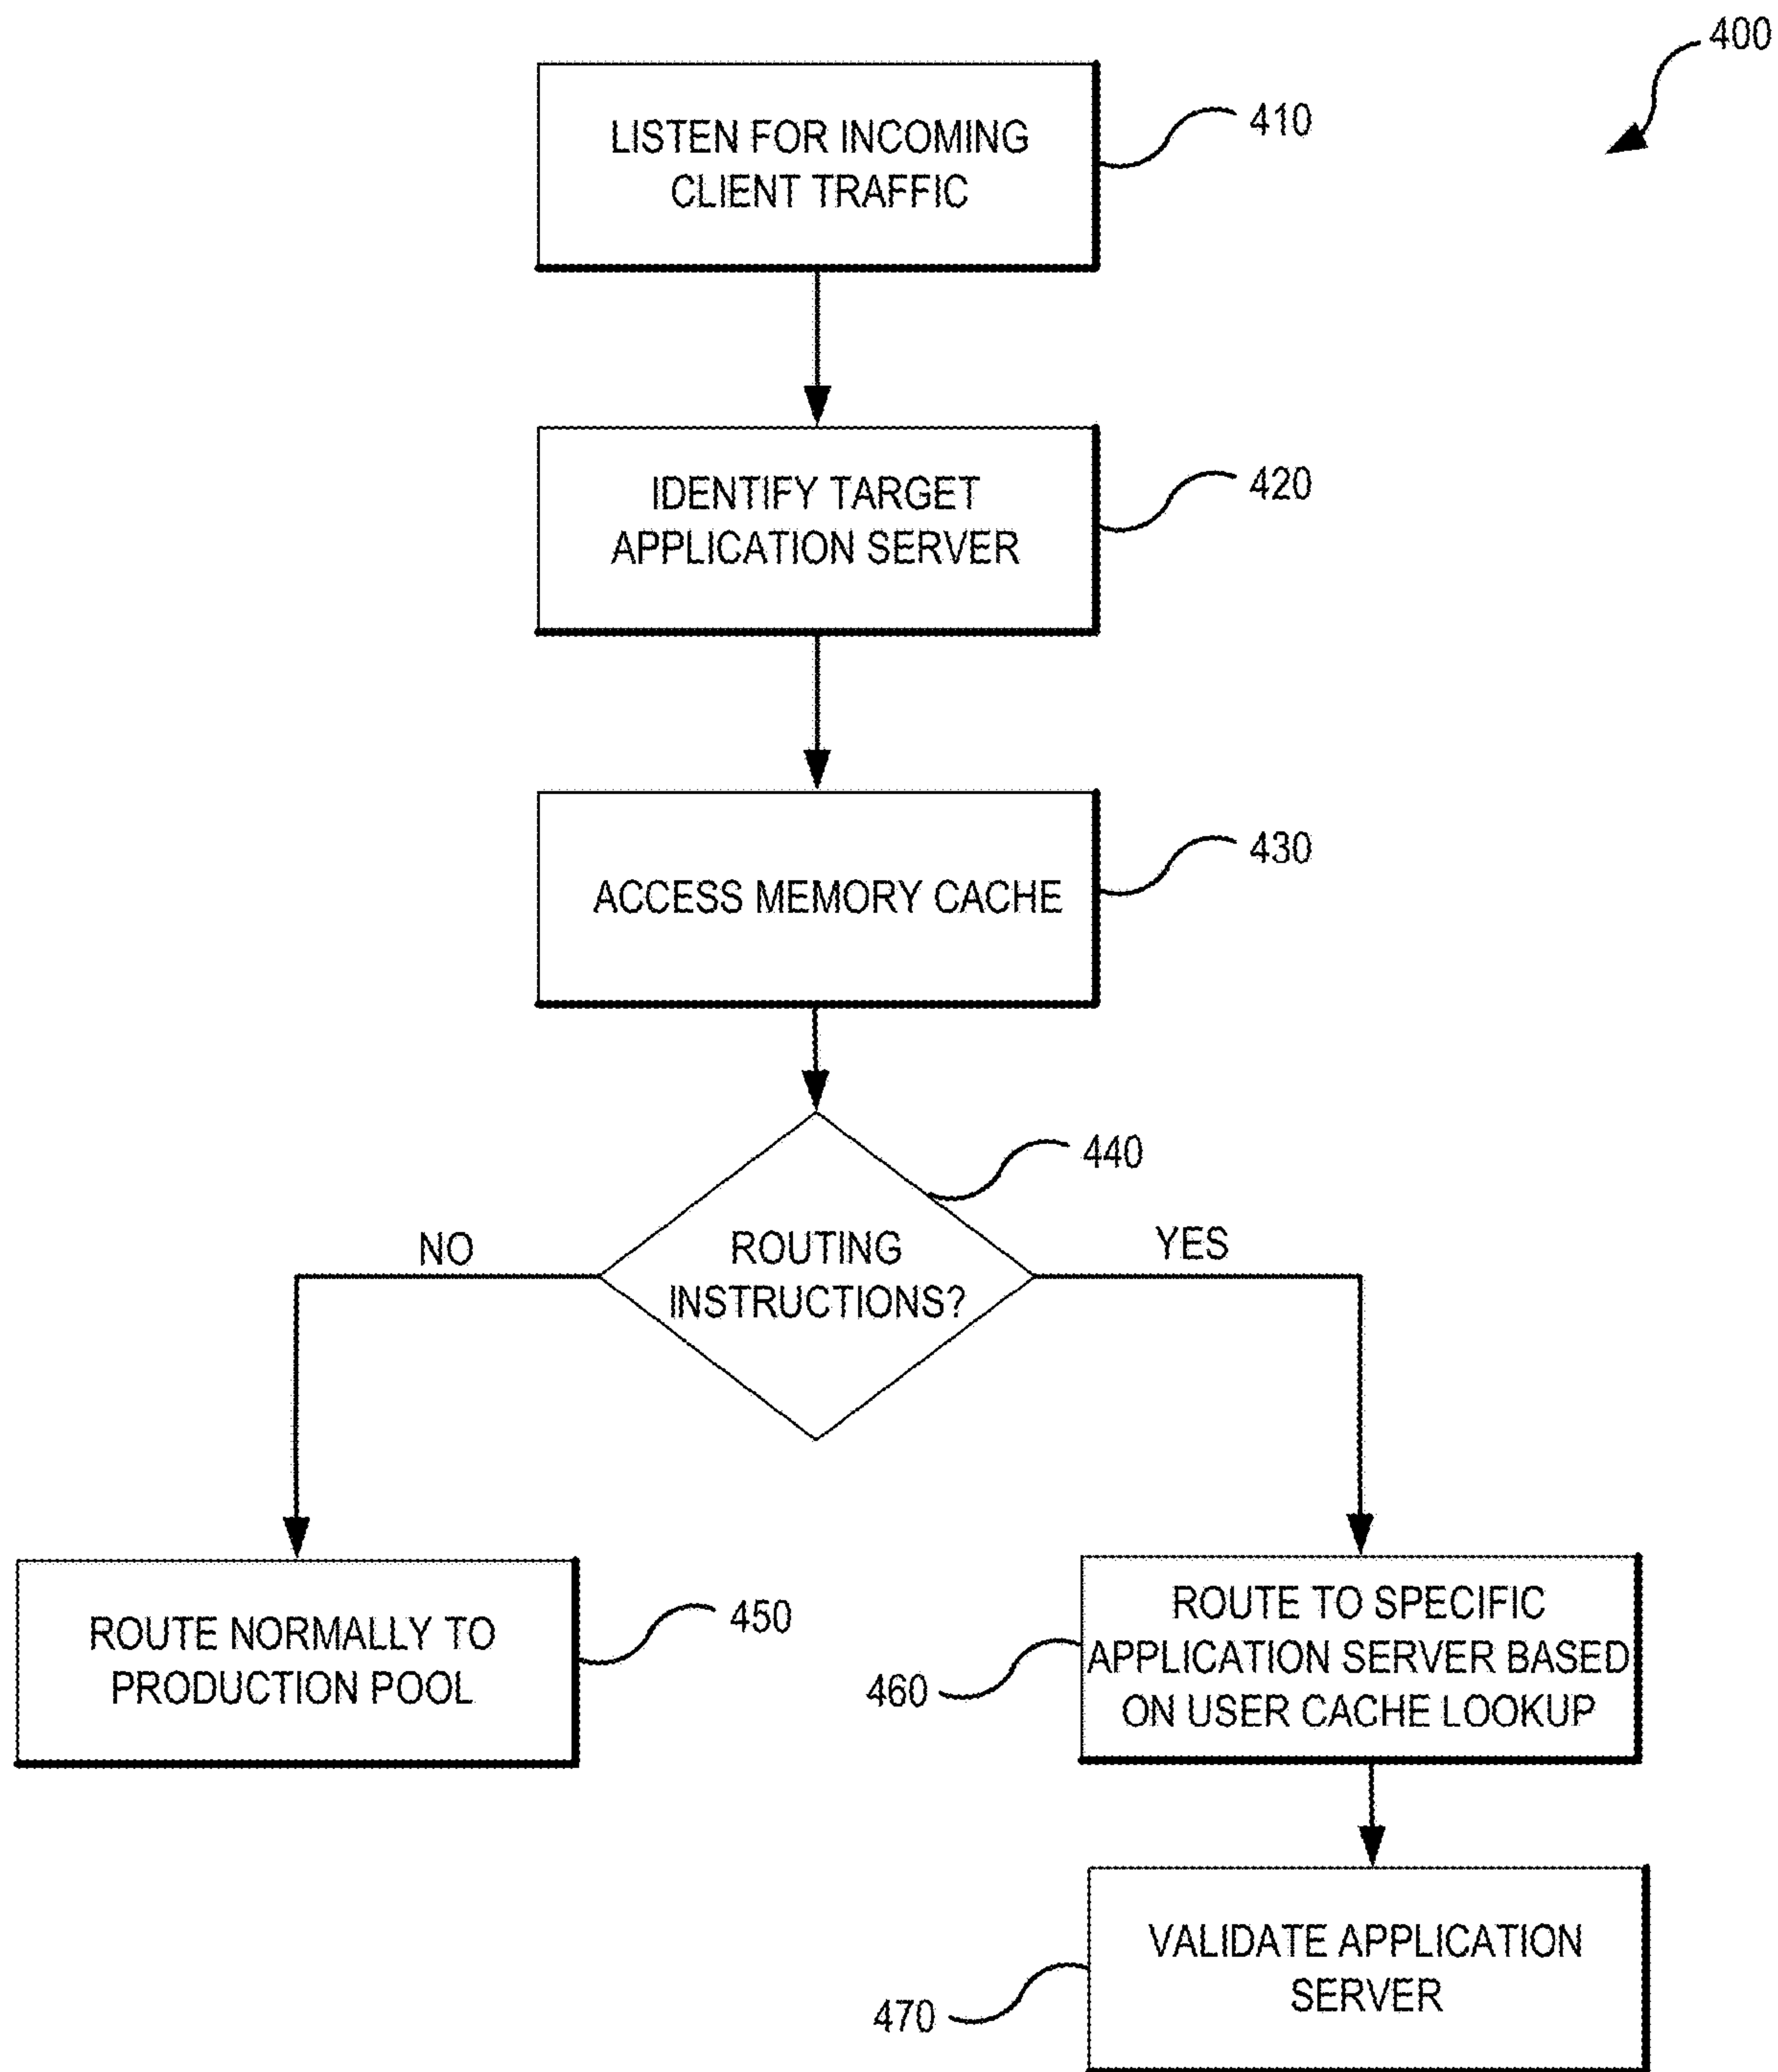 400
LISTEN FOR INCOMING
CLIENT TRAFFIC
410
IDENTIFY TARGET
APPLICATION SERVER
420
ACCESS MEMORY CACHE
430
440
ROUTING
INSTRUCTIONS?
NO
YES
ROUTE NORMALLY TO
PRODUCTION POOL
450
ROUTE TO SPECIFIC
APPLICATION SERVER BASED
ON USER CACHE LOOKUP
460
VALIDATE APPLICATION
SERVER
470